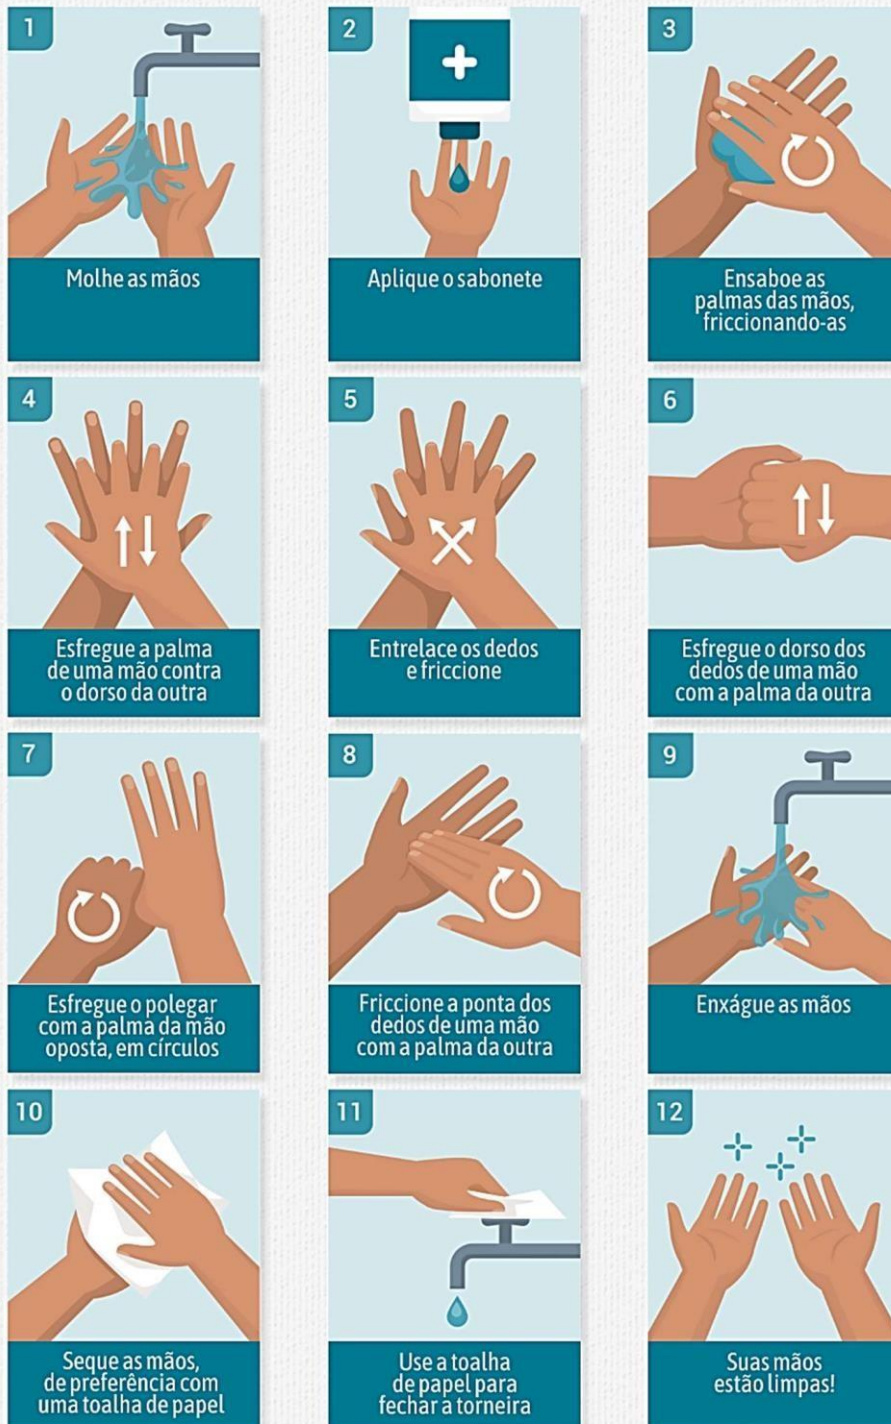 1
Molhe as mãos
2
Aplique o sabonete
3
Ensaboe as
palmas das mãos,
friccionando-as
4
Esfregue a palma
de uma mão contra
o dorso da outra
5
Entrelace os dedos
e friccione
6
Esfregue o dorso dos
dedos de uma mão
com a palma da outra
7
Esfregue o polegar
com a palma da mão
oposta, em círculos
8
Friccione a ponta dos
dedos de uma mão
com a palma da outra
9
Enxágue as mãos
10
Seque as mãos,
de preferência com
uma toalha de papel
11
Use a toalha
de papel para
fechar a torneira
12
Suas mãos
estão limpas!